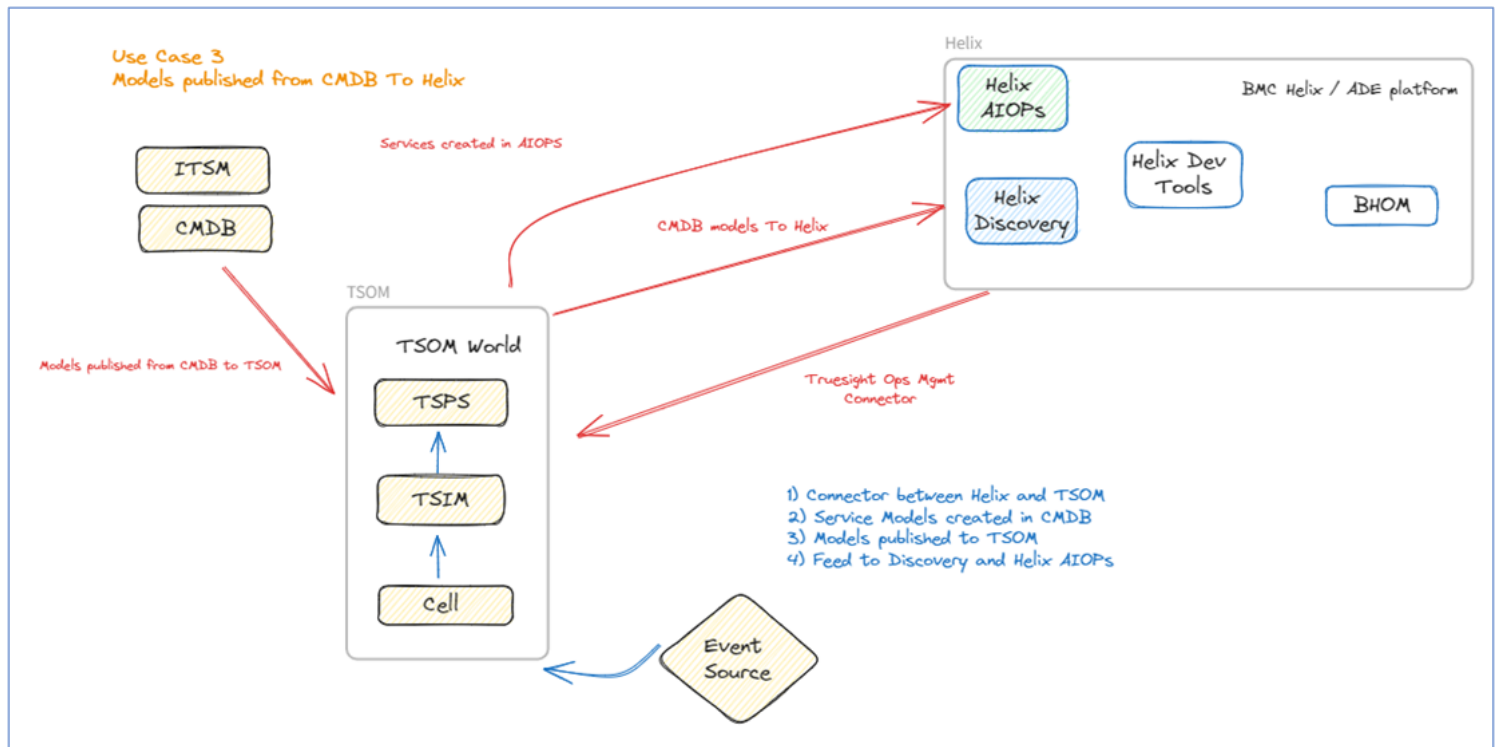 Use Case 3
Models published from CMDB To Helix
Helix
Helix
AIOPs
BMC Helix / ADE platform
Services created in AIOPS
ITSM
Helix Dev
Tools
CMDB
Helix
Discovery
BHOM
CMDB models To Helix
TSOM
TSOM World
Models published from CMDB to TSOM
Truesight Ops Mgmt
Connector
TSPS
TSIM
1) Connector between Helix and TSOM
2) Service Models created in CMDB
3) Models published to TSOM
4) Feed to Discovery and Helix AIOPs
Cell
Event
Source